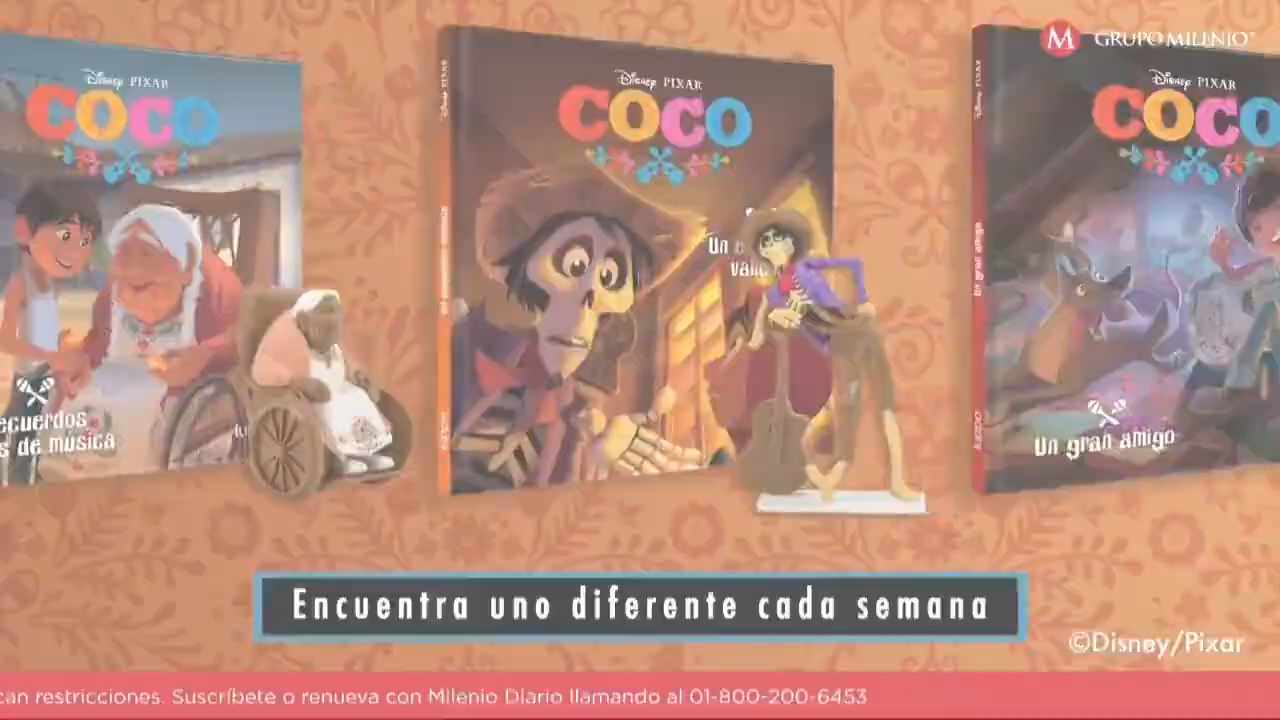 M GRUPO MILENIO
Disney PIXAR
COCO
ecuerdos
s de música
Disney PIXAR
COCO
Un
Disney PIXAR
COCO
Un gran amigo
Encuentra uno diferente cada semana
©Disney/Pixar
can restricciones. Suscríbete o renueva con Milenio Diario llamando al 01-800-200-6453